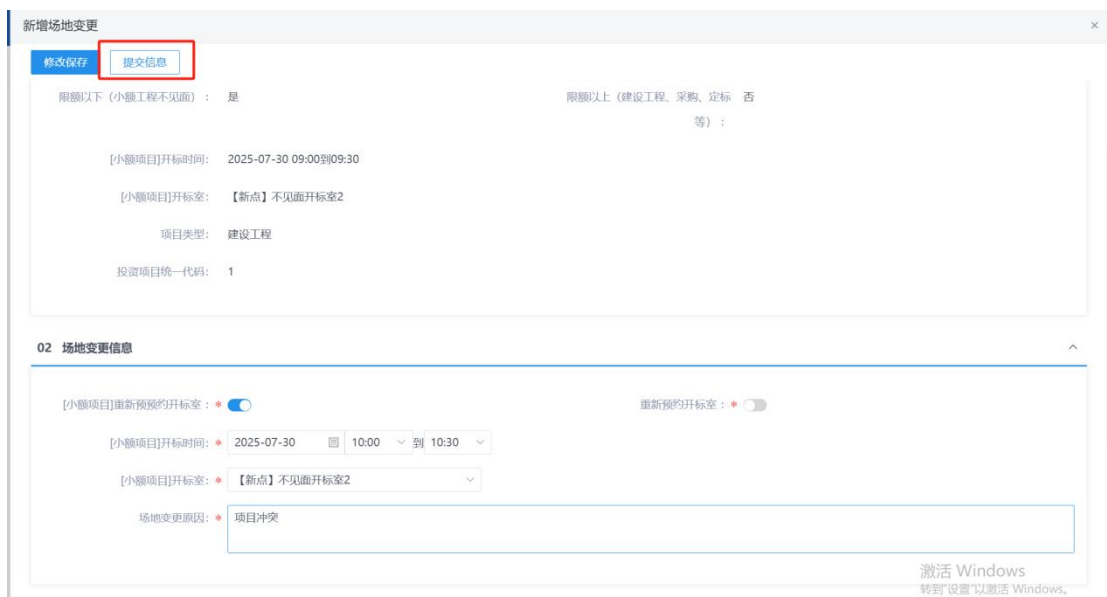 新增场地变更 ×
修改保存 提交信息
限额以下（小额工程不见面）： 是 限额以上（建设工程、采购、定标 否
等）：
[小额项目]开标时间: 2025-07-30 09:00到09:30
[小额项目]开标室: 【新点】不见面开标室2
项目类型: 建设工程
投资项目统一代码: 1
02 场地变更信息
[小额项目]重新预预约开标室：* 重新预约开标室：*
[小额项目]开标时间: * 2025-07-30 10:00 到 10:30
[小额项目]开标室: * 【新点】不见面开标室2
场地变更原因: * 项目冲突
激活 Windows
转到"设置"以激活 Windows。